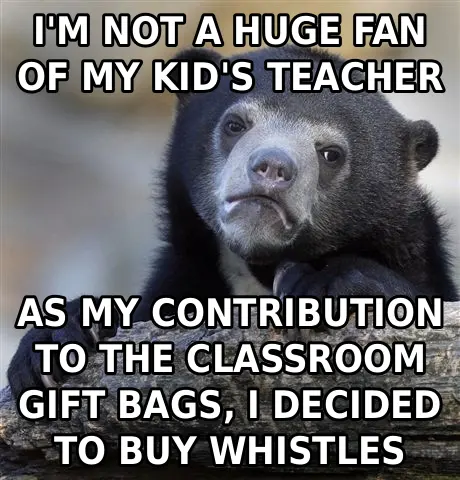 I'M NOT A HUGE FAN
OF MY KID'S TEACHER
AS MY CONTRIBUTION
TO THE CLASSROOM
GIFT BAGS, I DECIDED
TO BUY WHISTLES